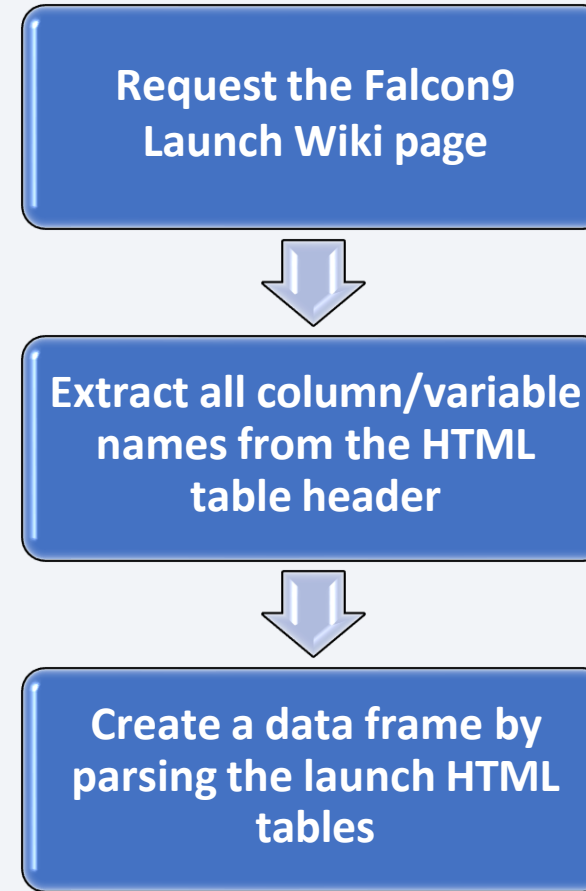 Request the Falcon9
Launch Wiki page
Extract all column/variable
names from the HTML
table header
Create a data frame by
parsing the launch HTML
tables